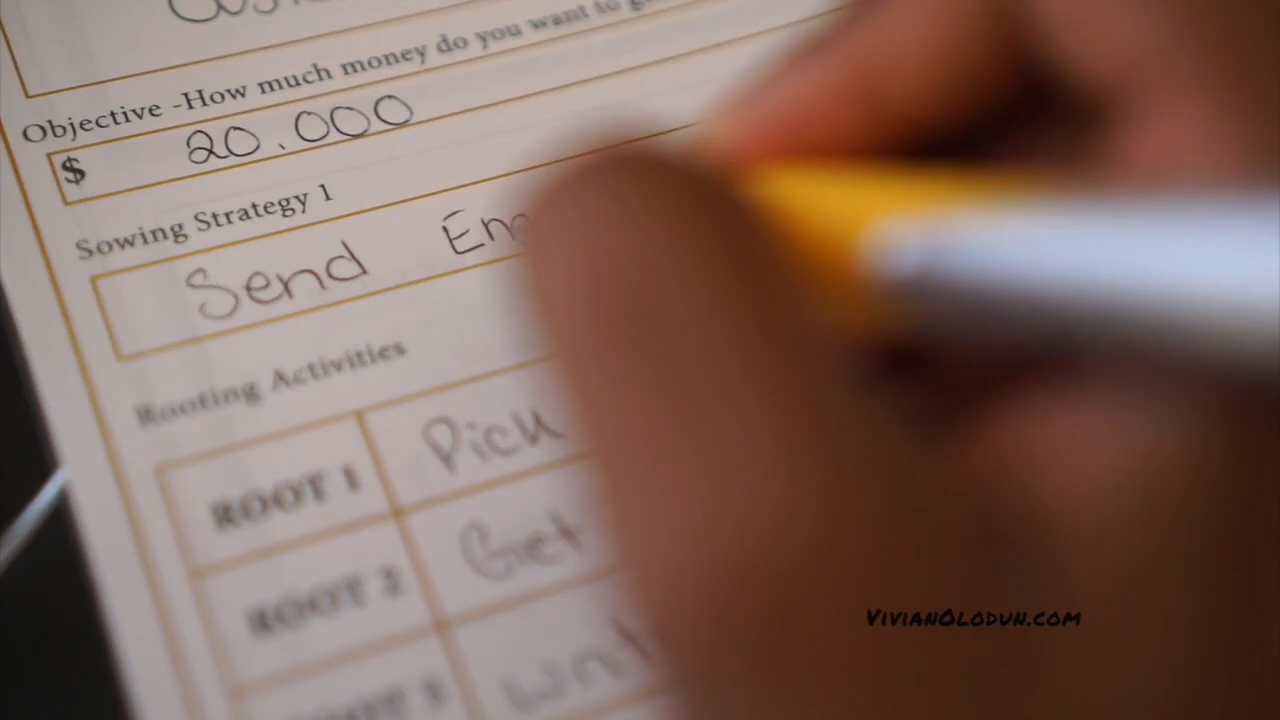 Objective -How much money do you want to
$ 20.000
Sowing Strategy 1
Send
Rooting Activities
ROOT 1 Pick
ROOT 2 Get
VivianOlodun.com